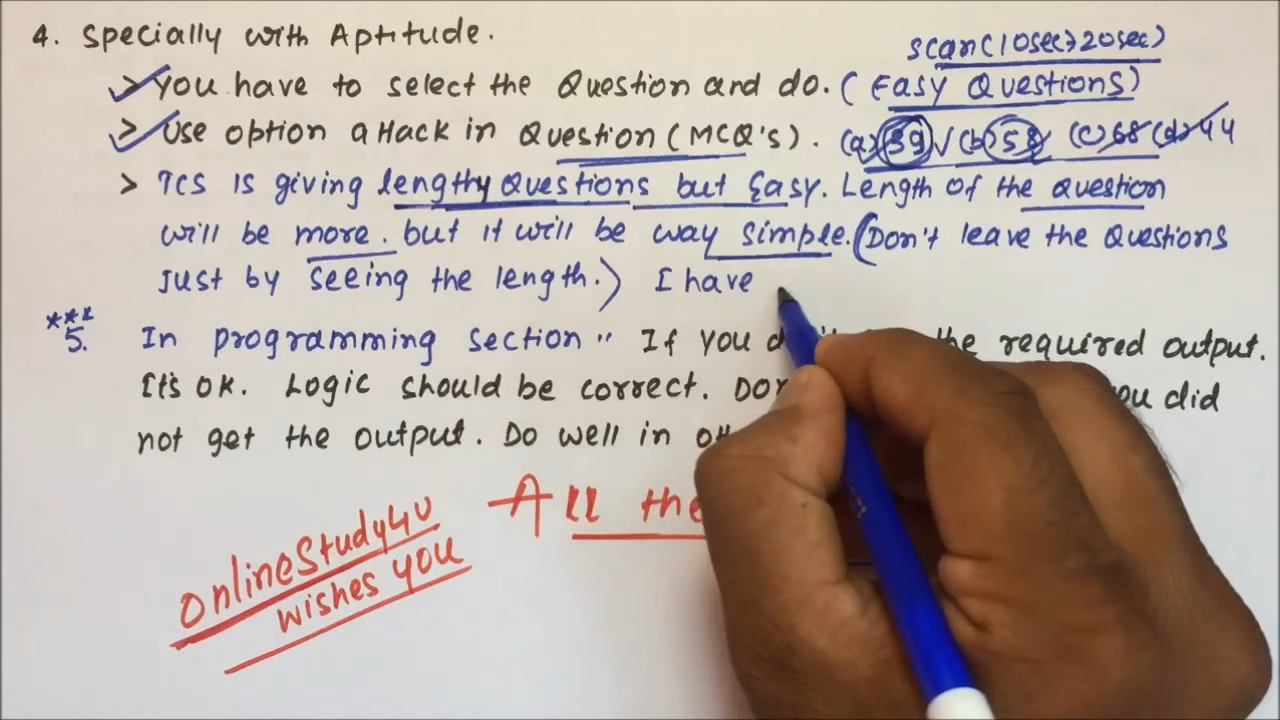 4. Specially with Aptitude.
scan(10sec→20sec)
> You have to select the Question and do. (Easy Questions)
> Use option attack in Question (MCQ's). (a) 39 ✓ (b) 58 (c) 68 (d) 44
> TCS is giving lengthy Questions but Easy. Length of the question
will be more. but it will be way simple. (Don't leave the Questions
Just by seeing the length.) I have
***
5. In programming section " If you the required output.
It's ok. Logic should be correct. you did
not get the output. Do well in
All the
onlinestudy4u
wishes you